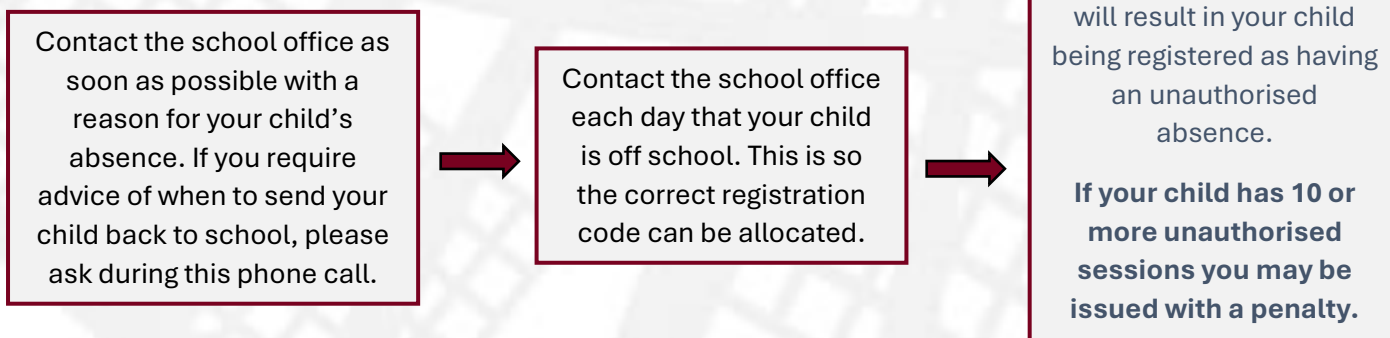 Contact the school office as
soon as possible with a
reason for your child’s
absence. If you require
advice of when to send your
child back to school, please
ask during this phone call.
Contact the school office
each day that your child
is off school. This is so
the correct registration
code can be allocated.
will result in your child
being registered as having
an unauthorised
absence.
If your child has 10 or
more unauthorised
sessions you may be
issued with a penalty.